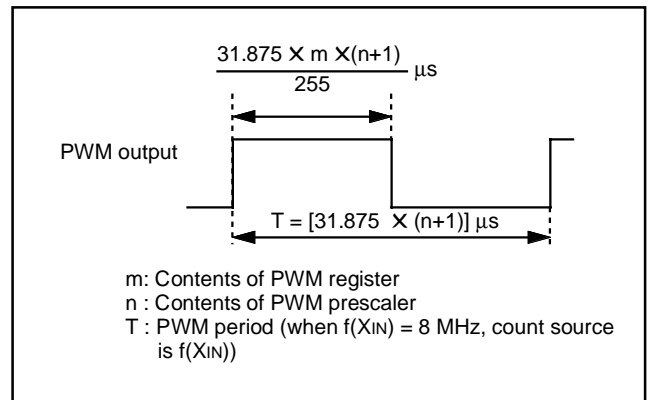 31.875 × m ×(n+1)
255
μs
PWM output
T = [31.875 × (n+1)] μs
m: Contents of PWM register
n : Contents of PWM prescaler
T : PWM period (when f(XIN) = 8 MHz, count source
is f(XIN))